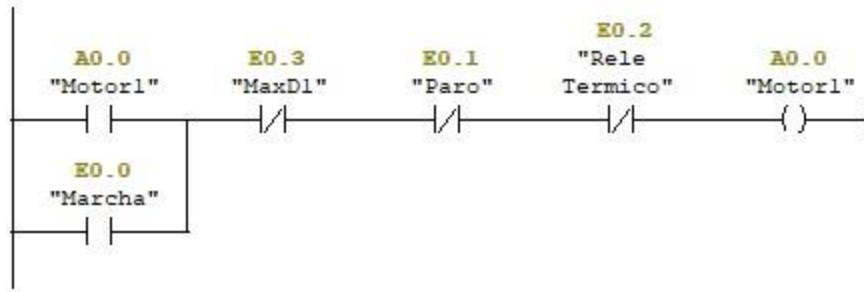 E0.2
A0.0 E0.3 E0.1 "Rele A0.0
"Motor1" "MaxD1" "Paro" Termico" "Motor1"
E0.0
"Marcha"